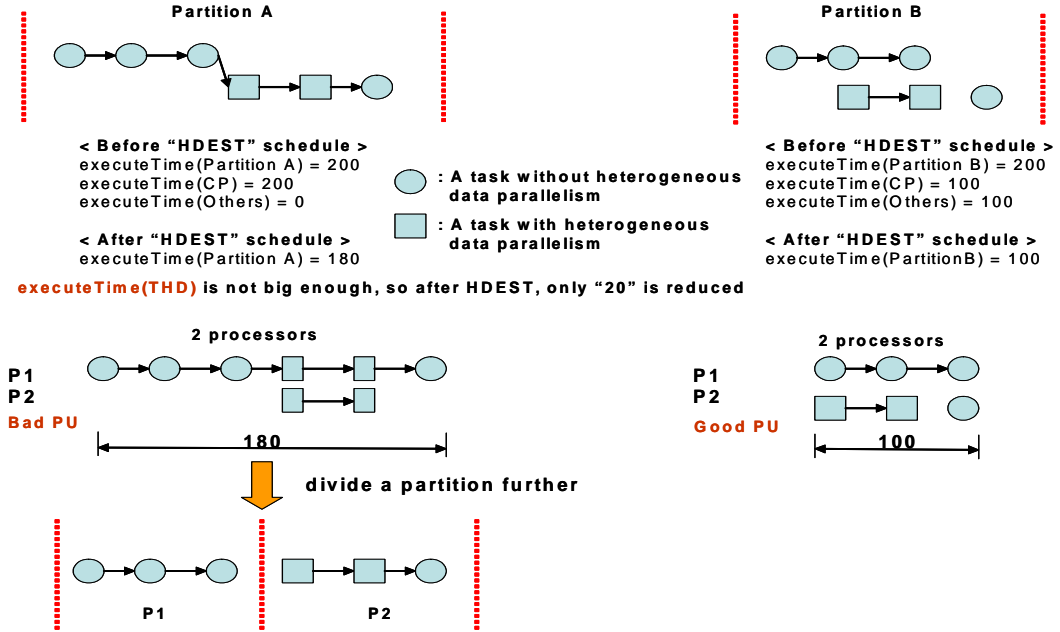 Partition A
Partition B
< Before “HDEST” schedule >
executeTime(Partition A) = 200
executeTime(CP) = 200
executeTime(Others) = 0
< After “HDEST” schedule >
executeTime(Partition A) = 180
: A task without heterogeneous
data parallelism
: A task with heterogeneous
data parallelism
< Before “HDEST” schedule >
executeTime(Partition B) = 200
executeTime(CP) = 100
executeTime(Others) = 100
< After “HDEST” schedule >
executeTime(PartitionB) = 100
executeTime(THD) is not big enough, so after HDEST, only “20” is reduced
2 processors
P1
P2
Bad PU
180
2 processors
P1
P2
Good PU
100
divide a partition further
P1
P2